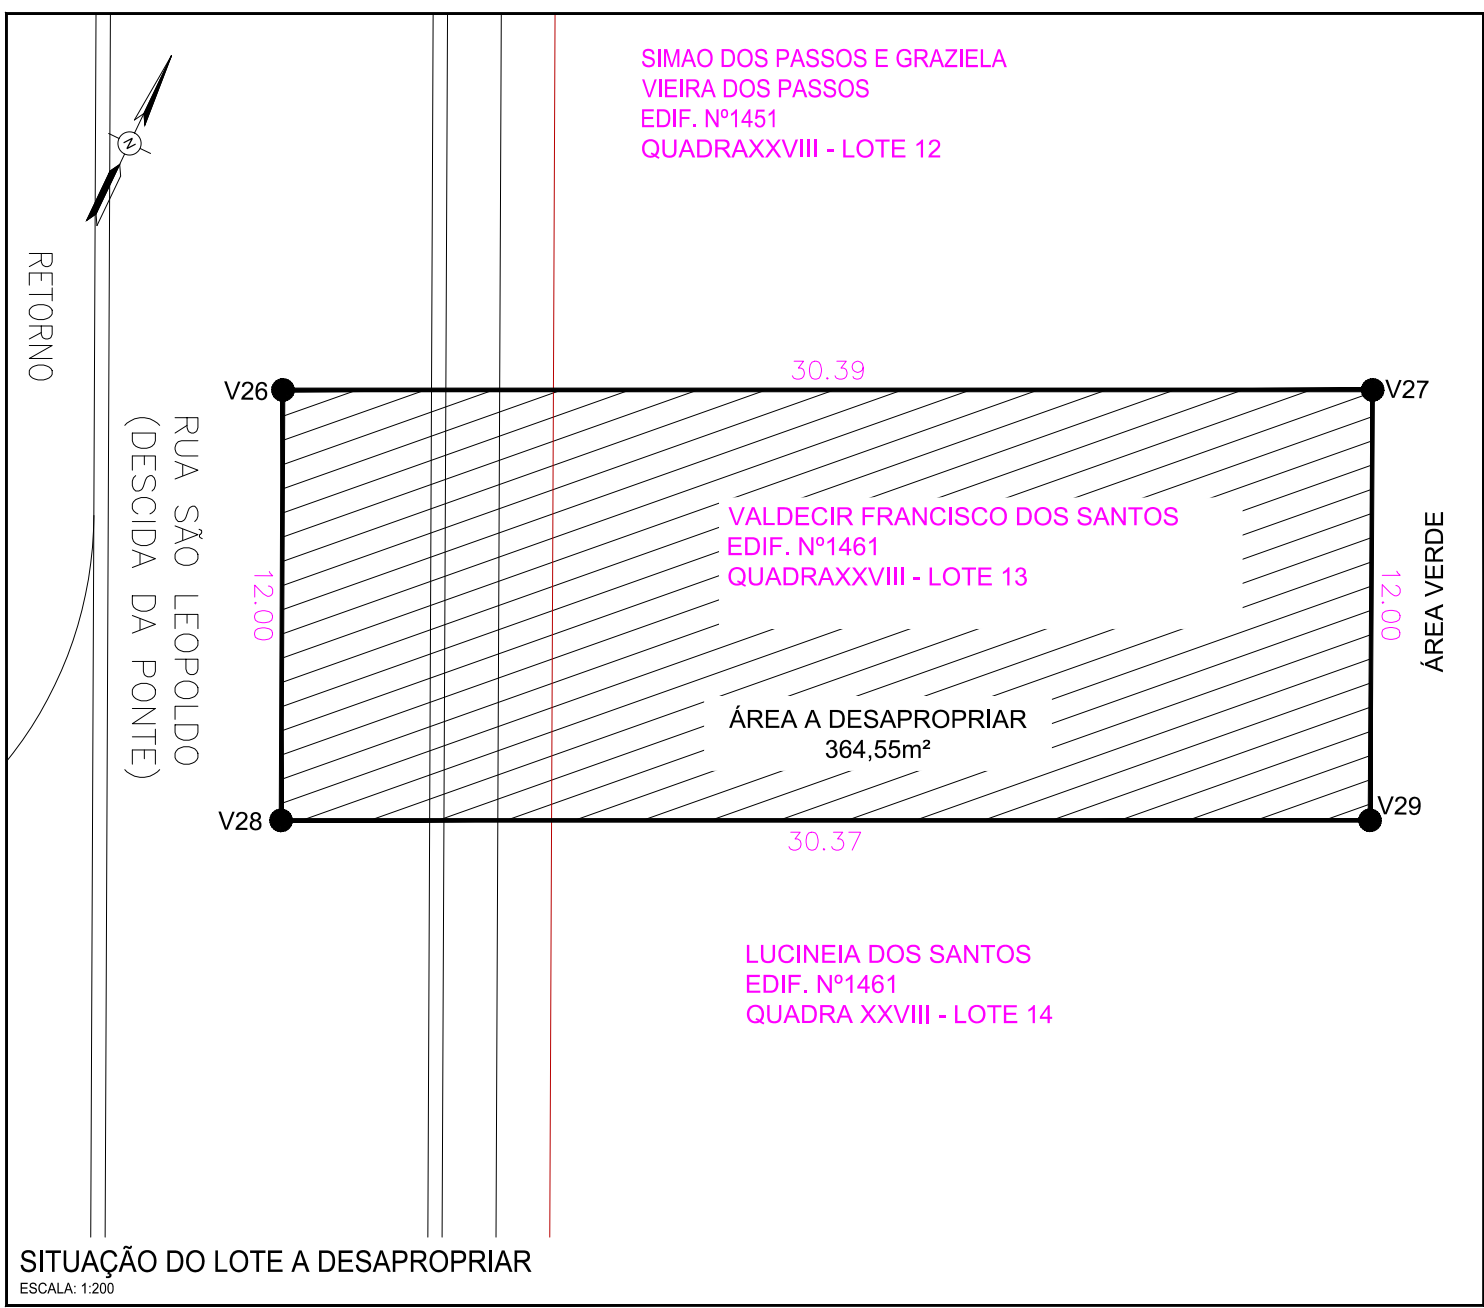 SIMAO DOS PASSOS E GRAZIELA
VIEIRA DOS PASSOS
EDIF. Nº1451
QUADRAXXVIII - LOTE 12
N
RETORNO
30.39
V26
V27
RUA SÃO LEOPOLDO
(DESCIDA DA PONTE)
12.00
VALDECIR FRANCISCO DOS SANTOS
EDIF. Nº1461
QUADRAXXVIII - LOTE 13
12.00
ÁREA VERDE
ÁREA A DESAPROPRIAR
364,55m²
V28
V29
30.37
LUCINEIA DOS SANTOS
EDIF. Nº1461
QUADRA XXVIII - LOTE 14
SITUAÇÃO DO LOTE A DESAPROPRIAR
ESCALA: 1:200